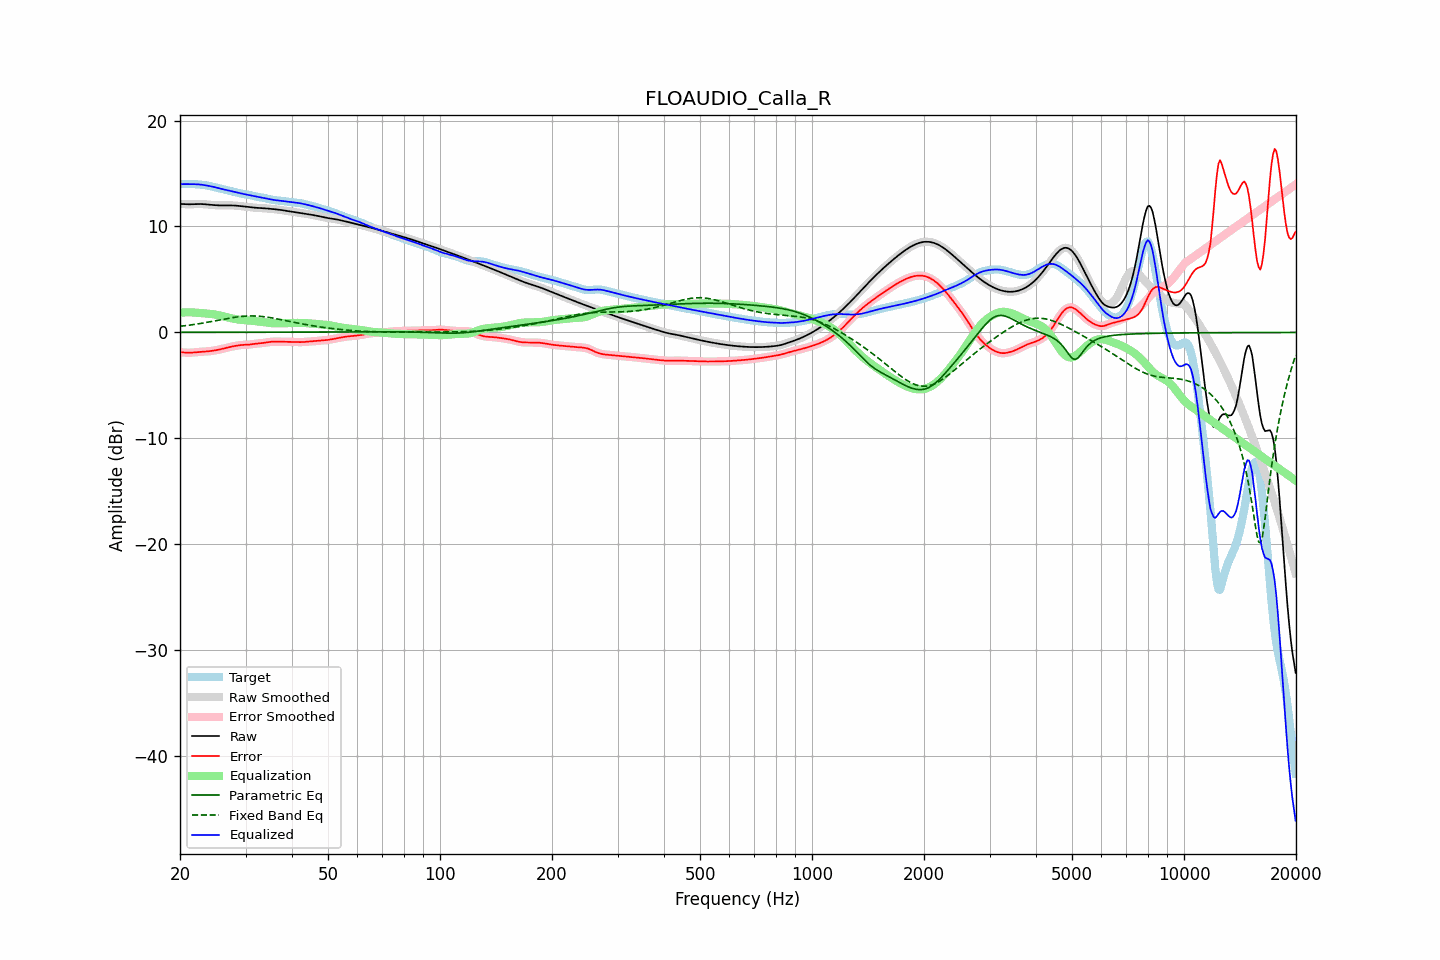 FLOAUDIO_Calla_R
20
10
0
−10
−20
−30
−40
Amplitude (dBr)
Target
Raw Smoothed
Error Smoothed
Raw
Error
Equalization
Parametric Eq
Fixed Band Eq
Equalized
20 50 100 200 500 1000 2000 5000 10000 20000
Frequency (Hz)